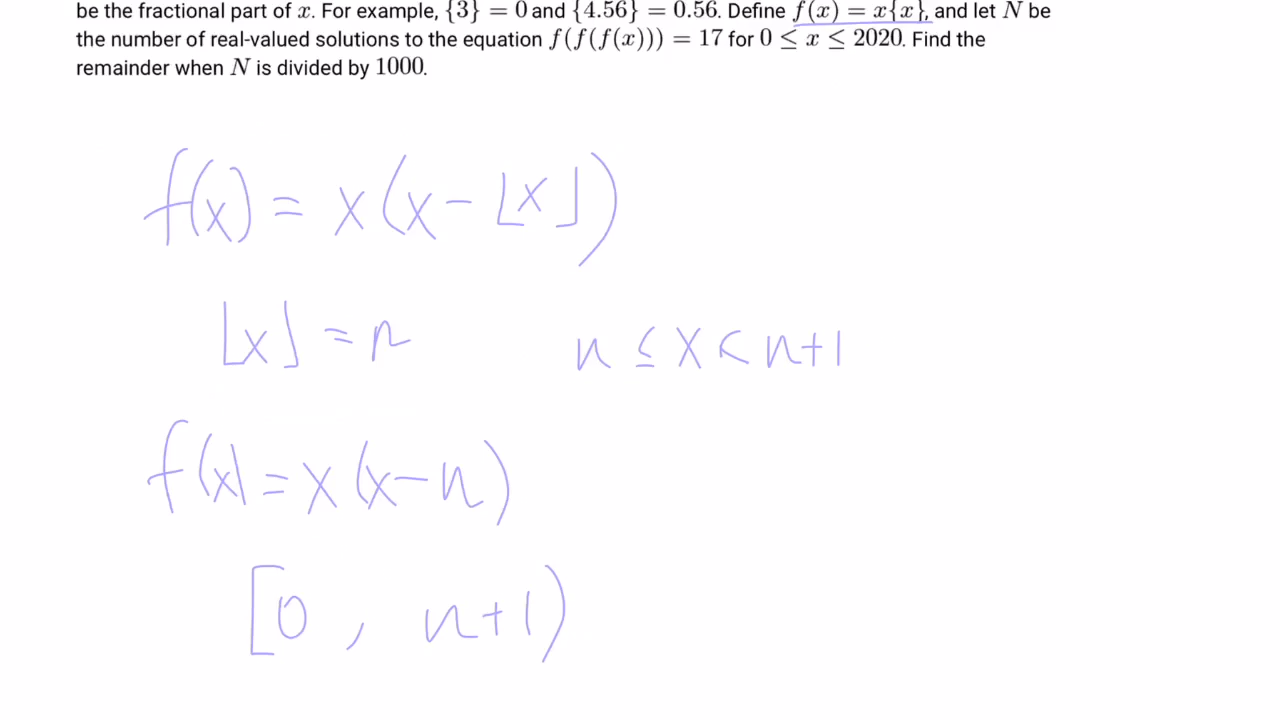 be the fractional part of x. For example, {3} = 0 and {4.56} = 0.56. Define f(x) = x{x}, and let N be
the number of real-valued solutions to the equation f(f(f(x))) = 17 for 0 ≤ x ≤ 2020. Find the
remainder when N is divided by 1000.
f(x) = x(x - ⌊x⌋)
⌊x⌋ = n n ≤ x < n+1
f(x) = x(x-n)
[0 , n+1)